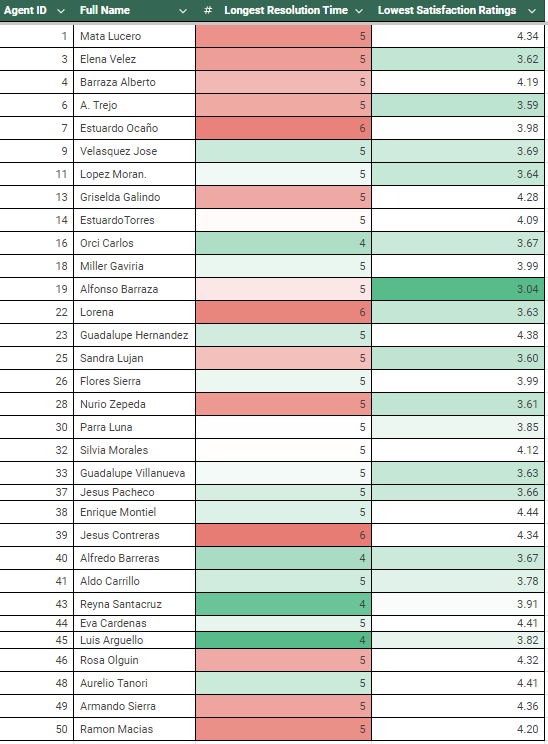 Agent ID Full Name # Longest Resolution Time Lowest Satisfaction Ratings
1 Mata Lucero 5 4.34
3 Elena Velez 5 3.62
4 Barraza Alberto 5 4.19
6 A. Trejo 5 3.59
7 Estuardo Ocaño 6 3.98
9 Velasquez Jose 5 3.69
11 Lopez Moran. 5 3.64
13 Griselda Galindo 5 4.28
14 EstuardoTorres 5 4.09
16 Orci Carlos 4 3.67
18 Miller Gaviria 5 3.99
19 Alfonso Barraza 5 3.04
22 Lorena 6 3.63
23 Guadalupe Hernandez 5 4.38
25 Sandra Lujan 5 3.60
26 Flores Sierra 5 3.99
28 Nurio Zepeda 5 3.61
30 Parra Luna 5 3.85
32 Silvia Morales 5 4.12
33 Guadalupe Villanueva 5 3.63
37 Jesus Pacheco 5 3.66
38 Enrique Montiel 5 4.44
39 Jesus Contreras 6 4.34
40 Alfredo Barreras 4 3.67
41 Aldo Carrillo 5 3.78
43 Reyna Santacruz 4 3.91
44 Eva Cardenas 5 4.41
45 Luis Arguello 4 3.82
46 Rosa Olguin 5 4.32
48 Aurelio Tanori 5 4.41
49 Armando Sierra 5 4.36
50 Ramon Macias 5 4.20